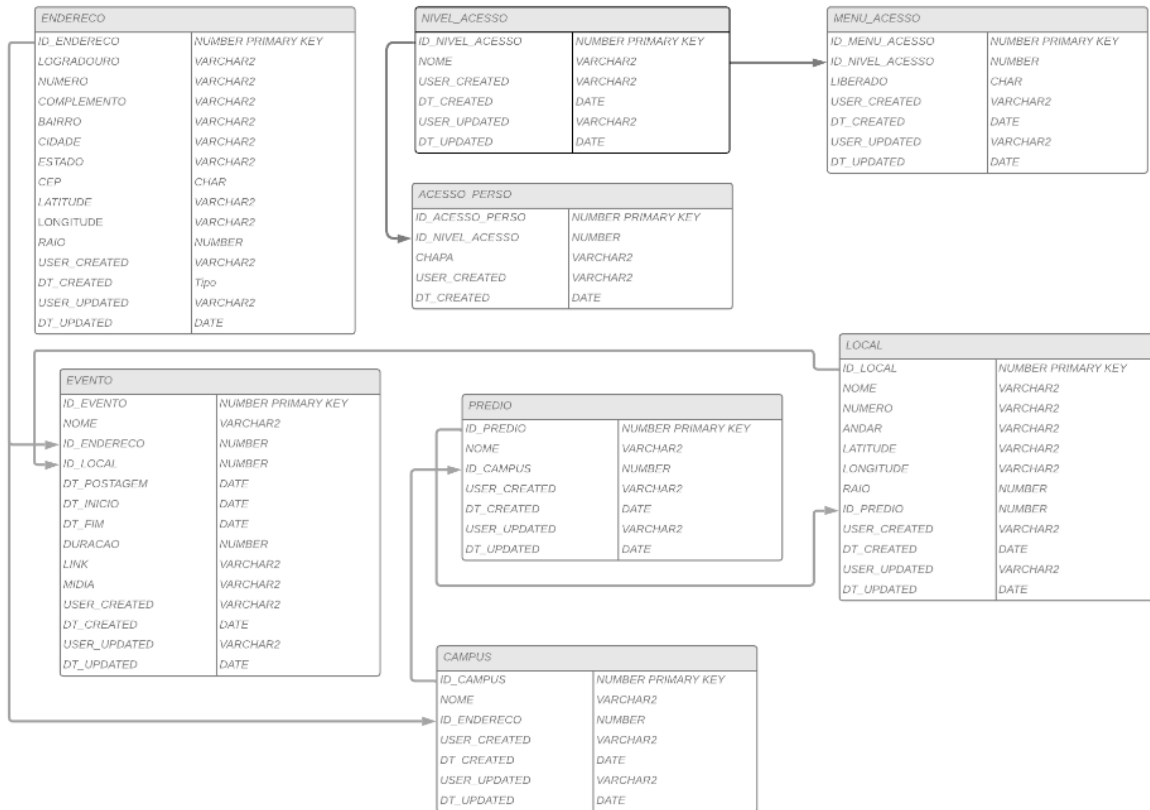 ENDERECO
ID_ENDERECO NUMBER PRIMARY KEY
LOGRADOURO VARCHAR2
NUMERO VARCHAR2
COMPLEMENTO VARCHAR2
BAIRRO VARCHAR2
CIDADE VARCHAR2
ESTADO VARCHAR2
CEP CHAR
LATITUDE VARCHAR2
LONGITUDE VARCHAR2
RAIO NUMBER
USER_CREATED VARCHAR2
DT_CREATED Tipo
USER_UPDATED VARCHAR2
DT_UPDATED DATE
NIVEL_ACESSO
ID_NIVEL_ACESSO NUMBER PRIMARY KEY
NOME VARCHAR2
USER_CREATED VARCHAR2
DT_CREATED DATE
USER_UPDATED VARCHAR2
DT_UPDATED DATE
MENU_ACESSO
ID_MENU_ACESSO NUMBER PRIMARY KEY
ID_NIVEL_ACESSO NUMBER
LIBERADO CHAR
USER_CREATED VARCHAR2
DT_CREATED DATE
USER_UPDATED VARCHAR2
DT_UPDATED DATE
ACESSO_PERSO
ID_ACESSO_PERSO NUMBER PRIMARY KEY
ID_NIVEL_ACESSO NUMBER
CHAPA VARCHAR2
USER_CREATED VARCHAR2
DT_CREATED DATE
EVENTO
ID_EVENTO NUMBER PRIMARY KEY
NOME VARCHAR2
ID_ENDERECO NUMBER
ID_LOCAL NUMBER
DT_POSTAGEM DATE
DT_INICIO DATE
DT_FIM DATE
DURACAO NUMBER
LINK VARCHAR2
MIDIA VARCHAR2
USER_CREATED VARCHAR2
DT_CREATED DATE
USER_UPDATED VARCHAR2
DT_UPDATED DATE
PREDIO
ID_PREDIO NUMBER PRIMARY KEY
NOME VARCHAR2
ID_CAMPUS NUMBER
USER_CREATED VARCHAR2
DT_CREATED DATE
USER_UPDATED VARCHAR2
DT_UPDATED DATE
LOCAL
ID_LOCAL NUMBER PRIMARY KEY
NOME VARCHAR2
NUMERO VARCHAR2
ANDAR VARCHAR2
LATITUDE VARCHAR2
LONGITUDE VARCHAR2
RAIO NUMBER
ID_PREDIO NUMBER
USER_CREATED VARCHAR2
DT_CREATED DATE
USER_UPDATED VARCHAR2
DT_UPDATED DATE
CAMPUS
ID_CAMPUS NUMBER PRIMARY KEY
NOME VARCHAR2
ID_ENDERECO NUMBER
USER_CREATED VARCHAR2
DT_CREATED DATE
USER_UPDATED VARCHAR2
DT_UPDATED DATE